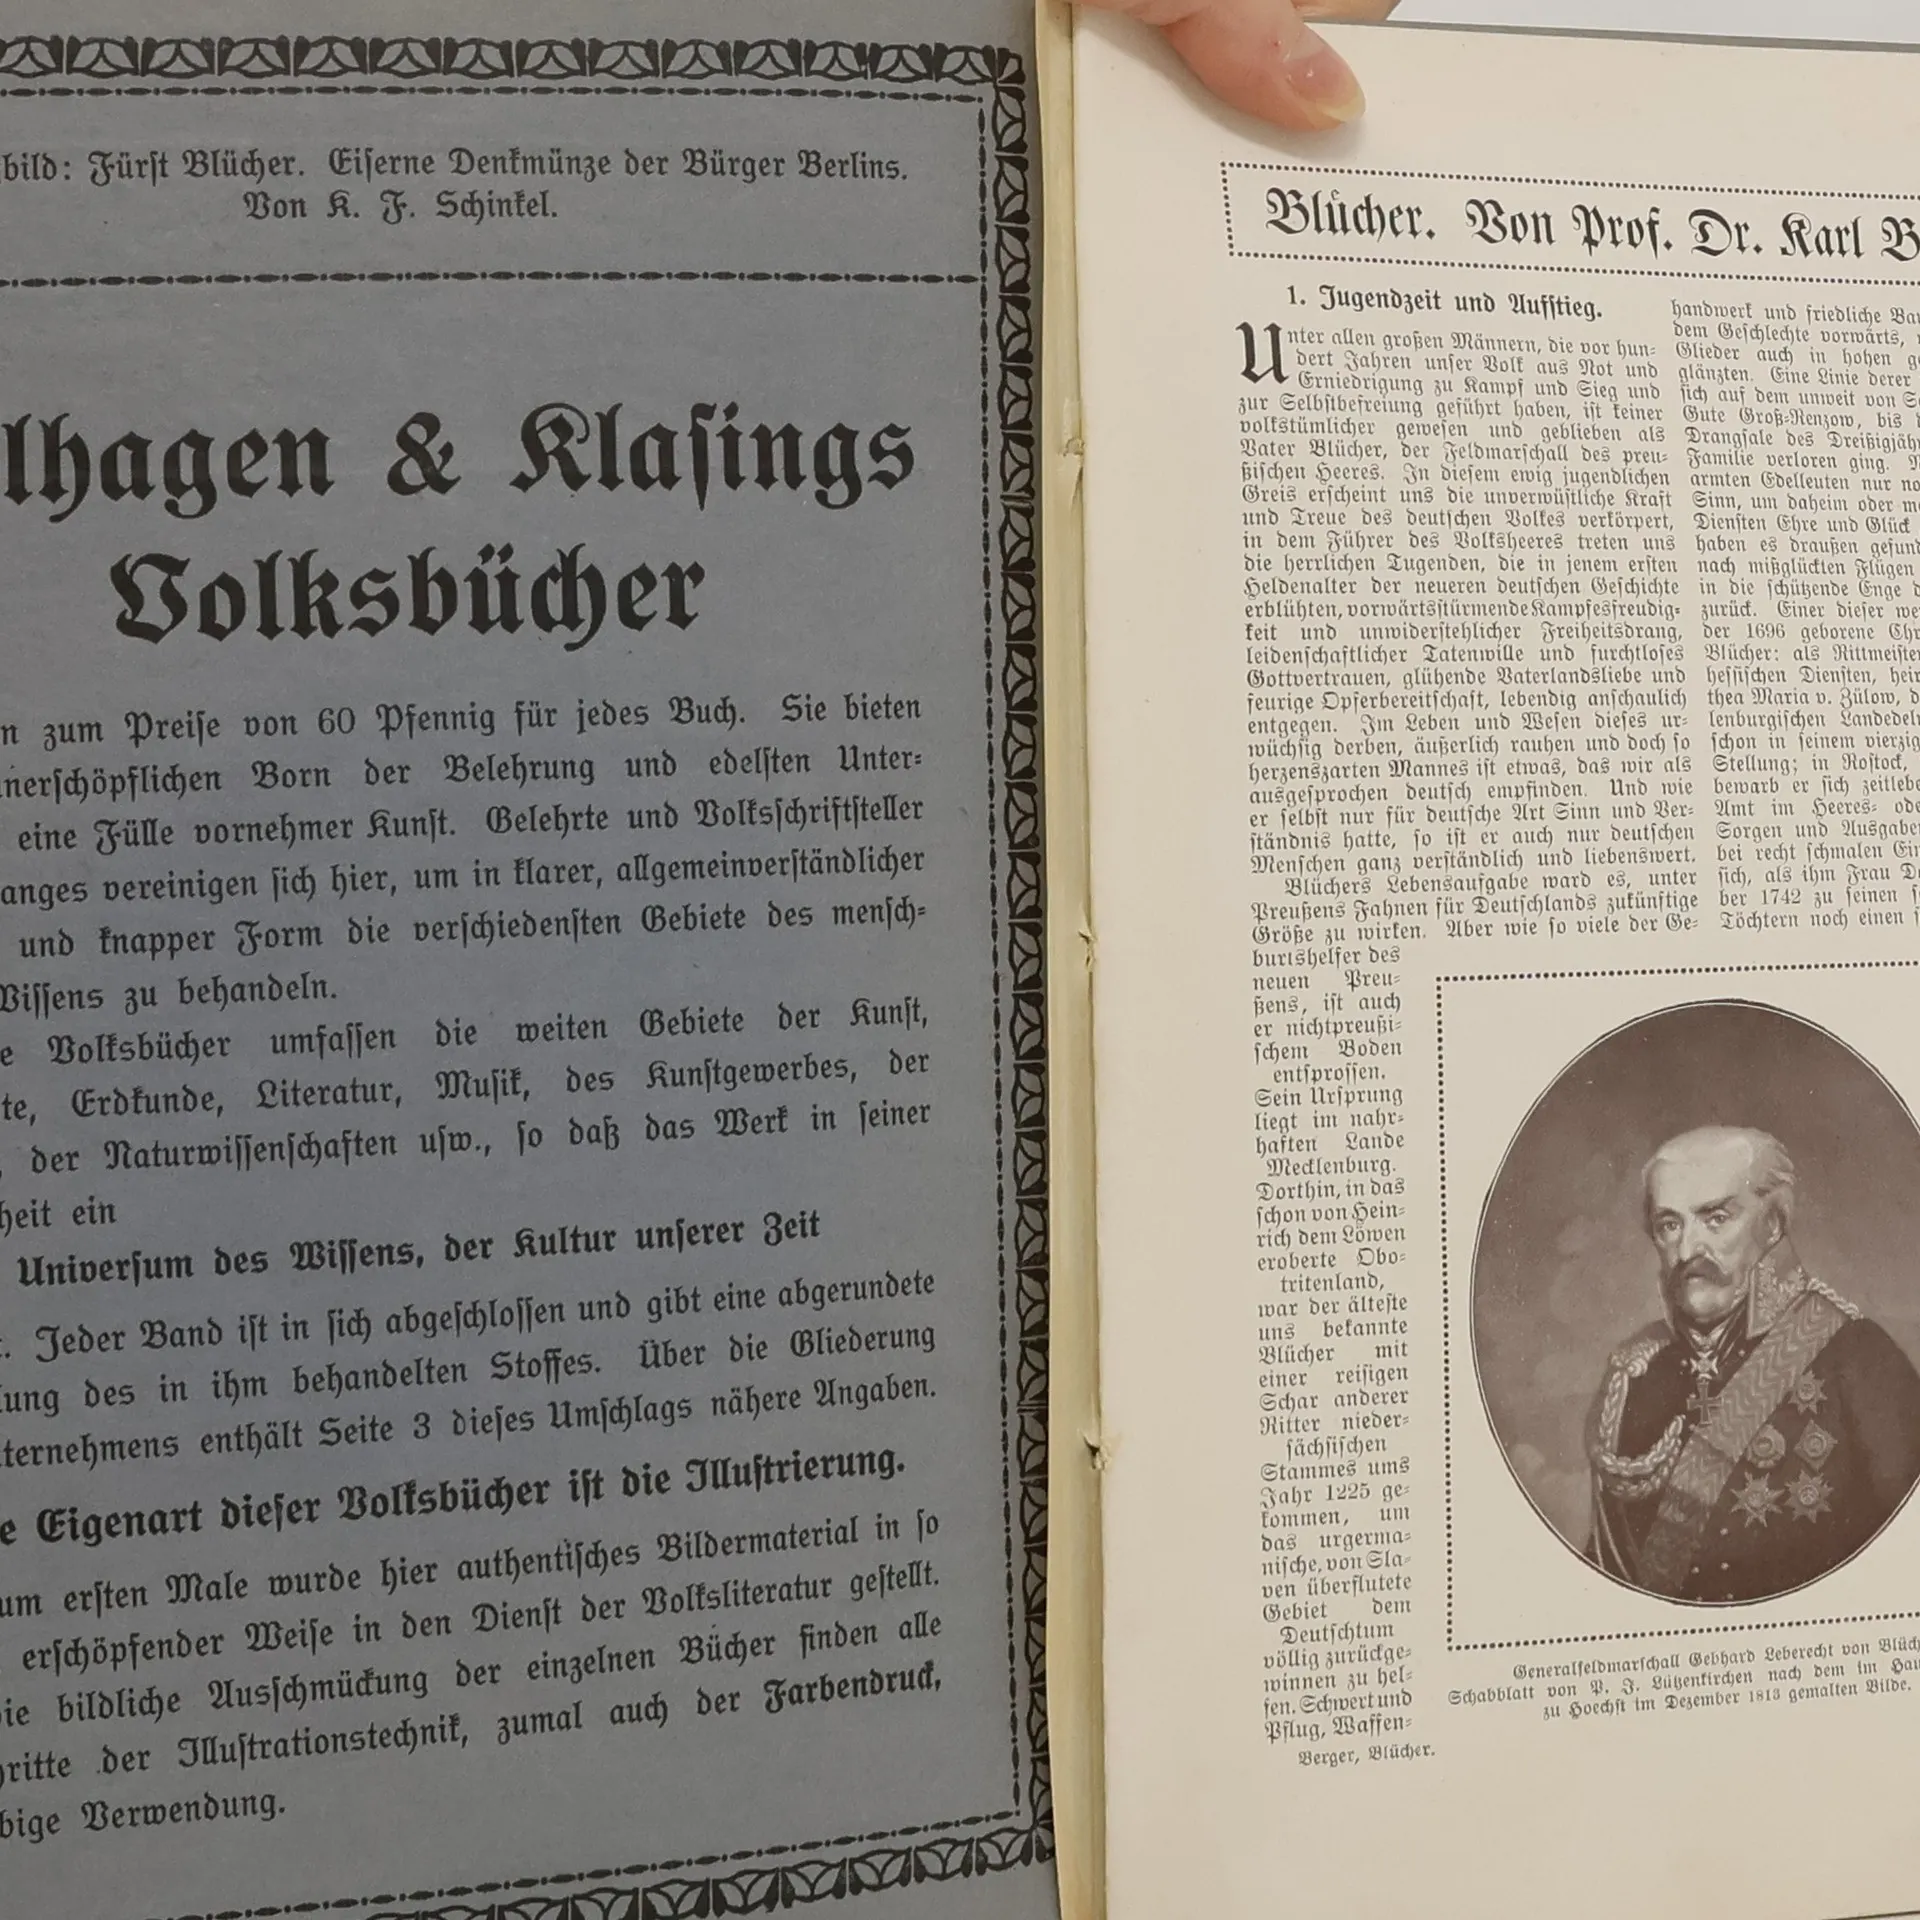 bild: Fürſt Blücher. Eiſerne Denkmünze der Bürger Berlins.
Von K. F. Schinkel.
lhagen & Klaſings
Volksbücher
n zum Preiſe von 60 Pfennig für jedes Buch. Sie bieten
nerſchöpflichen Born der Belehrung und edelſten Unter⸗
eine Fülle vornehmer Kunſt. Gelehrte und Volksſchriftſteller
anges vereinigen ſich hier, um in klarer, allgemeinverſtändlicher
und knapper Form die verſchiedenſten Gebiete des menſch⸗
Wiſſens zu behandeln.
e Volksbücher umfaſſen die weiten Gebiete der Kunſt,
te, Erdkunde, Literatur, Muſik, des Kunſtgewerbes, der
, der Naturwiſſenſchaften uſw., ſo daß das Werk in ſeiner
heit ein
Univerſum des Wiſſens, der Kultur unſerer Zeit
. Jeder Band iſt in ſich abgeſchloſſen und gibt eine abgerundete
lung des in ihm behandelten Stoffes. Über die Gliederung
ternehmens enthält Seite 3 dieſes Umſchlags nähere Angaben.
e Eigenart dieſer Volksbücher iſt die Illuſtrierung.
um erſten Male wurde hier authentiſches Bildermaterial in ſo
erſchöpfender Weiſe in den Dienſt der Volksliteratur geſtellt.
ie bildliche Ausſchmückung der einzelnen Bücher finden alle
ritte der Illuſtrationstechnik, zumal auch der Farbendruck,
bige Verwendung.
Blücher. Von Prof. Dr. Karl B
1. Jugendzeit und Aufſtieg.
Unter allen großen Männern, die vor hun⸗
dert Jahren unſer Volk aus Not und
Erniedrigung zu Kampf und Sieg und
zur Selbſtbefreiung geführt haben, iſt keiner
volkstümlicher geweſen und geblieben als
Vater Blücher, der Feldmarſchall des preu⸗
ßiſchen Heeres. In dieſem ewig jugendlichen
Greis erſcheint uns die unverwüſtliche Kraft
und Treue des deutſchen Volkes verkörpert,
in dem Führer des Volksheeres treten uns
die herrlichen Tugenden, die in jenem erſten
Heldenalter der neueren deutſchen Geſchichte
erblühten, vorwärtsſtürmende Kampfesfreudig⸗
keit und unwiderſtehlicher Freiheitsdrang,
leidenſchaftlicher Tatenwille und furchtloſes
Gottvertrauen, glühende Vaterlandsliebe und
feurige Opferbereitſchaft, lebendig anſchaulich
entgegen. Im Leben und Weſen dieſes ur⸗
wüchſig derben, äußerlich rauhen und doch ſo
herzenszarten Mannes iſt etwas, das wir als
ausgeſprochen deutſch empfinden. Und wie
er ſelbſt nur für deutſche Art Sinn und Ver⸗
ſtändnis hatte, ſo iſt er auch nur deutſchen
Menſchen ganz verſtändlich und liebenswert.
Blüchers Lebensaufgabe ward es, unter
Preußens Fahnen für Deutſchlands zukünftige
Größe zu wirken. Aber wie ſo viele der Ge⸗
burtshelfer des
neuen Preu⸗
ßens, iſt auch
er nichtpreußi⸗
ſchem Boden
entſproſſen.
Sein Urſprung
liegt im nahr⸗
haften Lande
Mecklenburg.
Dorthin, in das
ſchon von Hein⸗
rich dem Löwen
eroberte Obo⸗
tritenland,
war der älteſte
uns bekannte
Blücher mit
einer reiſigen
Schar anderer
Ritter nieder⸗
ſächſiſchen
Stammes ums
Jahr 1225 ge⸗
kommen, um
das urgerma⸗
niſche, von Sla⸗
ven überflutete
Gebiet dem
Deutſchtum
völlig zurückge⸗
winnen zu hel⸗
fen. Schwert und
Pflug, Waffen⸗
Berger, Blücher.
handwerk und friedliche Bau
dem Geſchlechte vorwärts,
Glieder auch in hohen g
glänzten. Eine Linie derer
ſich auf dem unweit von S
Gute Groß⸗Renzow, bis
Drangſale des Dreißigjäh
Familie verloren ging.
armten Edelleuten nur no
Sinn, um daheim oder m
Dienſten Ehre und Glück
haben es draußen gefund
nach mißglückten Flügen
in die ſchützende Enge d
zurück. Einer dieſer we
der 1696 geborene Chr
Blücher: als Rittmeiſter
heſſiſchen Dienſten, heir
thea Maria v. Zülow, d
lenburgiſchen Landedel
ſchon in ſeinem vierzig
Stellung; in Roſtock,
bewarb er ſich zeitlebe
Amt im Heeres⸗ ode
Sorgen und Ausgaben
bei recht ſchmalen Ein
ſich, als ihm Frau D
ber 1742 zu ſeinen ſ
Töchtern noch einen ſ
Generalfeldmarſchall Gebhard Leberecht von Blüch
Schabblatt von P. J. Lützenkirchen nach dem im Hau
zu Hoechſt im Dezember 1813 gemalten Bilde.